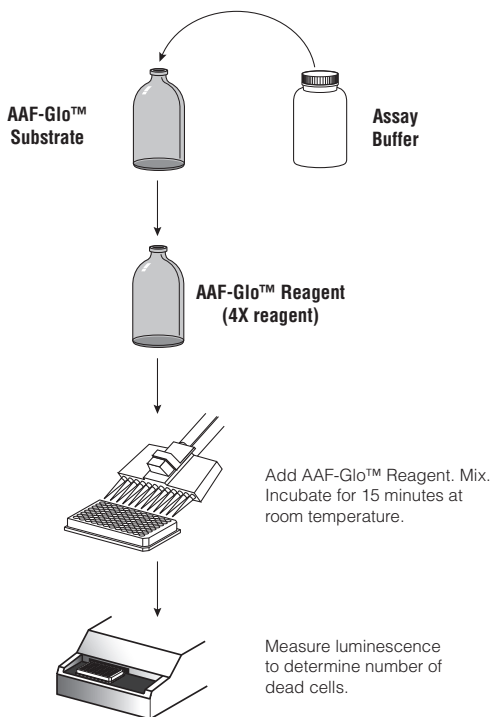 AAF-Glo™
Substrate
Assay
Buffer
AAF-Glo™ Reagent
(4X reagent)
Add AAF-Glo™ Reagent. Mix.
Incubate for 15 minutes at
room temperature.
Measure luminescence
to determine number of
dead cells.